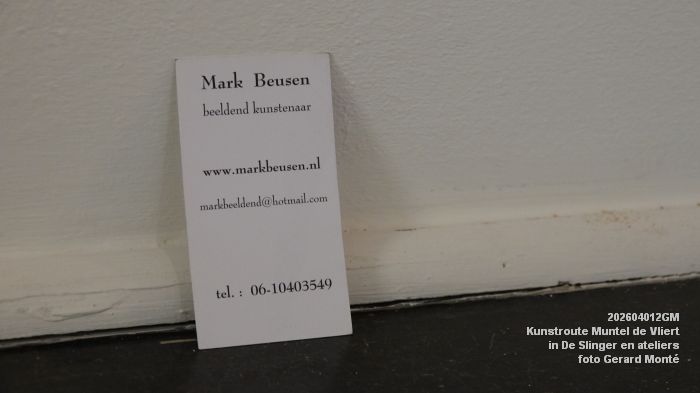 Mark Beusen
beeldend kunstenaar
www.markbeusen.nl
markbeeldend@hotmail.com
tel. : 06-10403549
202604012GM
Kunstroute Muntel de Vliert
in De Slinger en ateliers
foto Gerard Monté